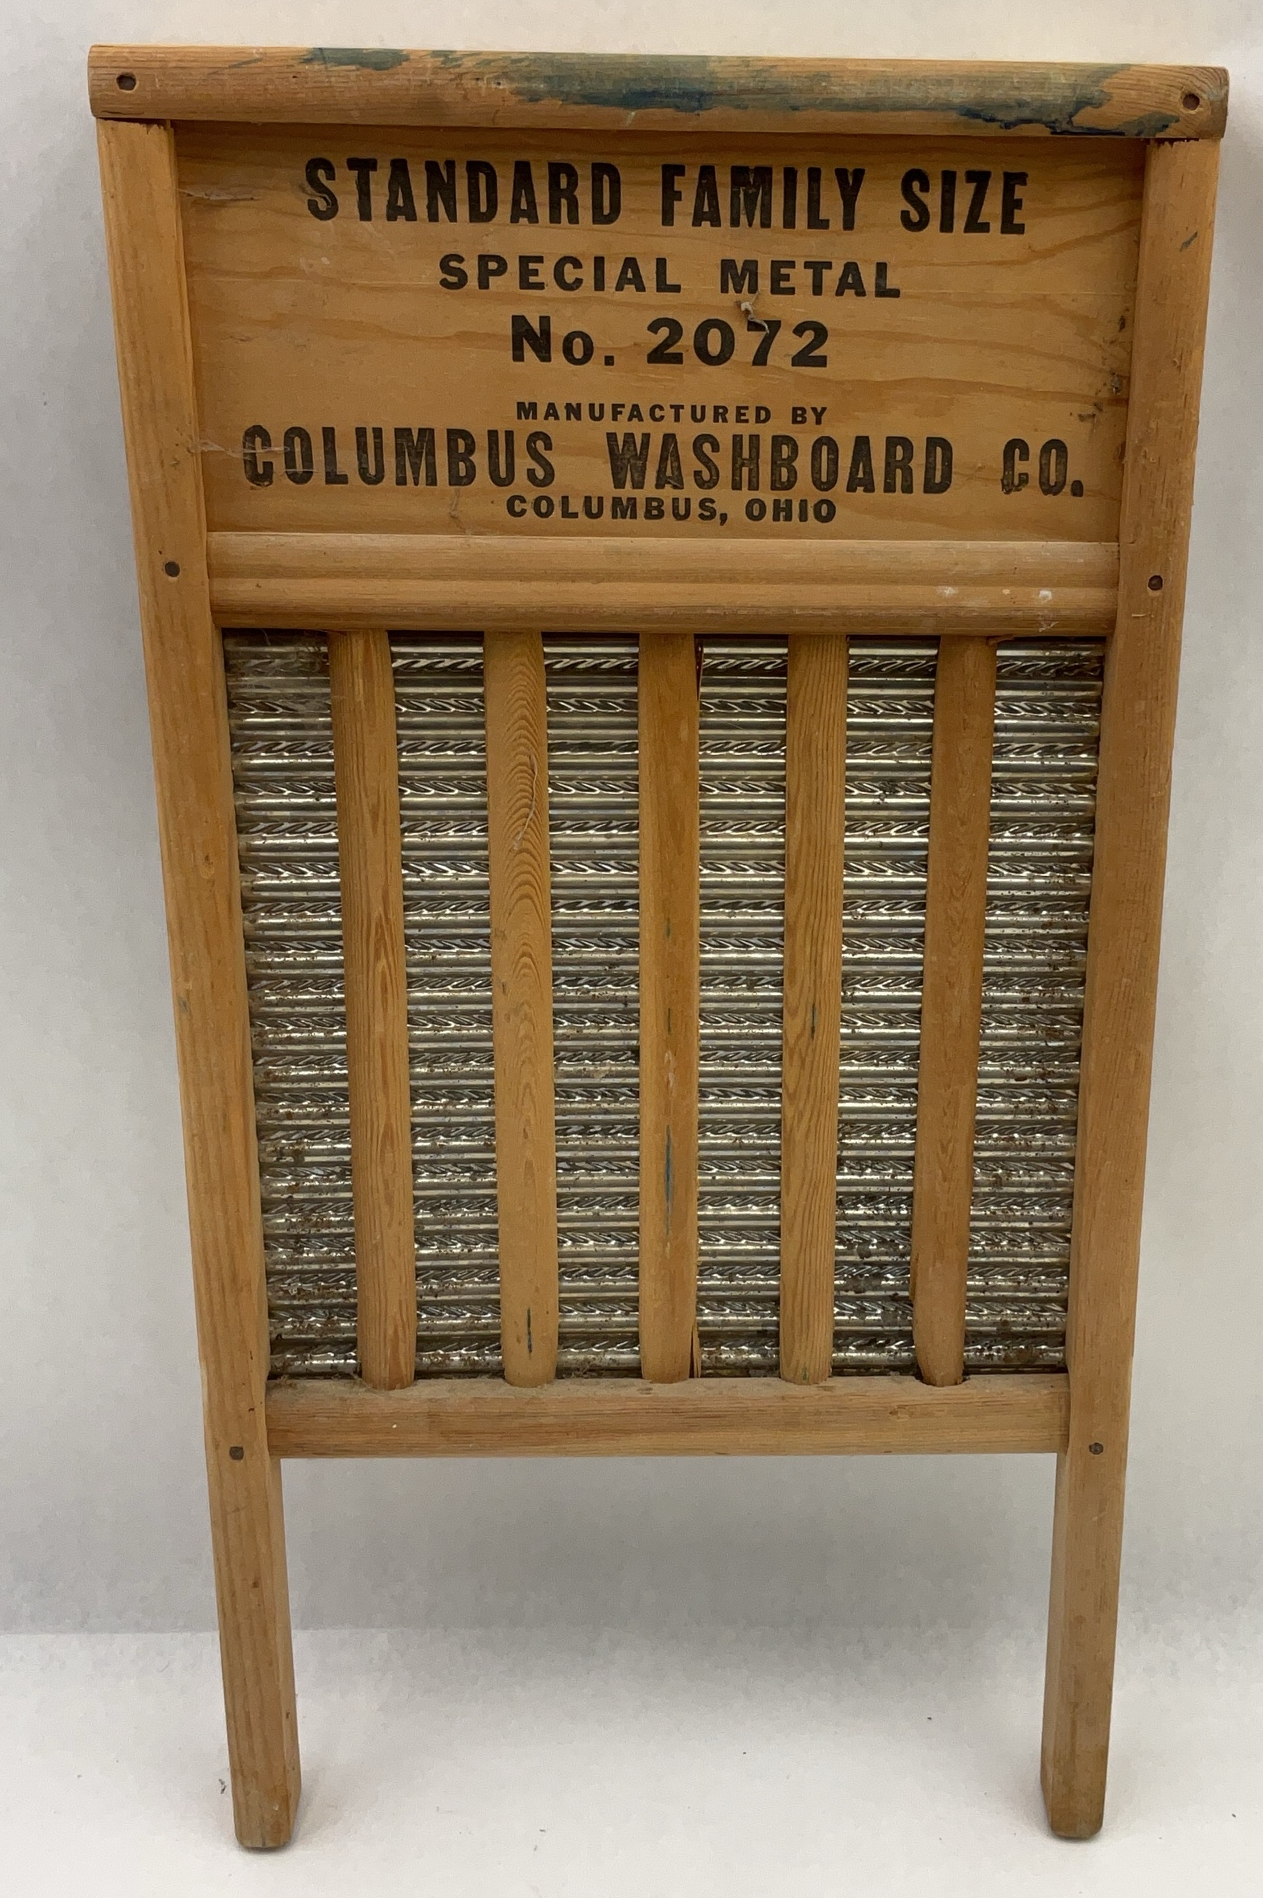 STANDARD FAMILY SIZE
SPECIAL METAL
No. 2072
MANUFACTURED BY
COLUMBUS WASHBOARD CO.
COLUMBUS, OHIO